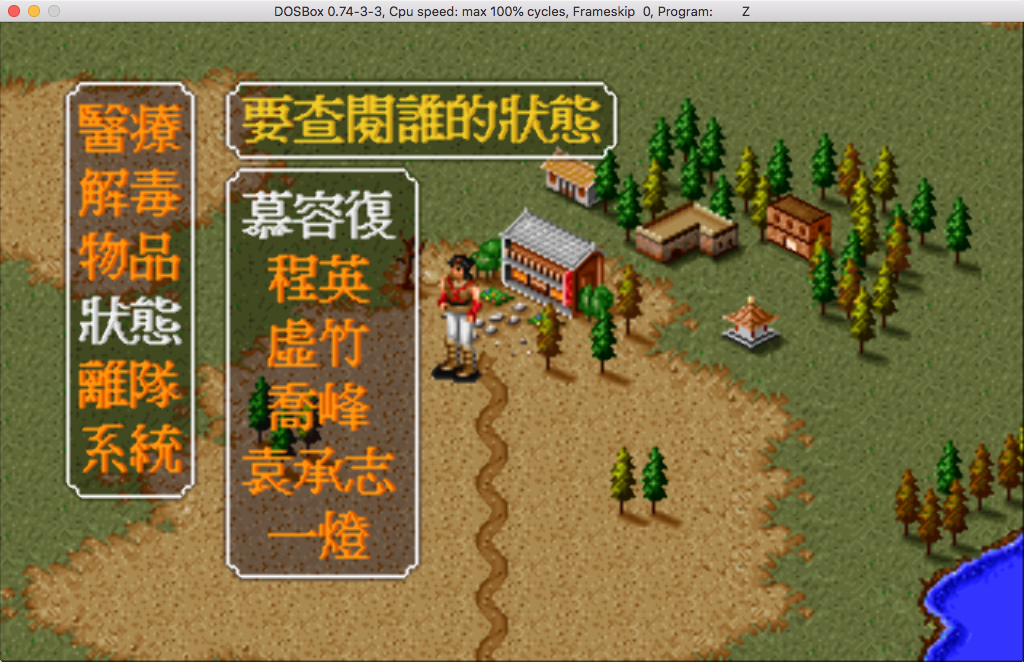 DOSBox 0.74-3-3, Cpu speed: max 100% cycles, Frameskip 0, Program: Z
醫療
解毒
物品
狀態
離隊
系統
要查閱誰的狀態
慕容復
程英
虛竹
喬峰
袁承志
一燈